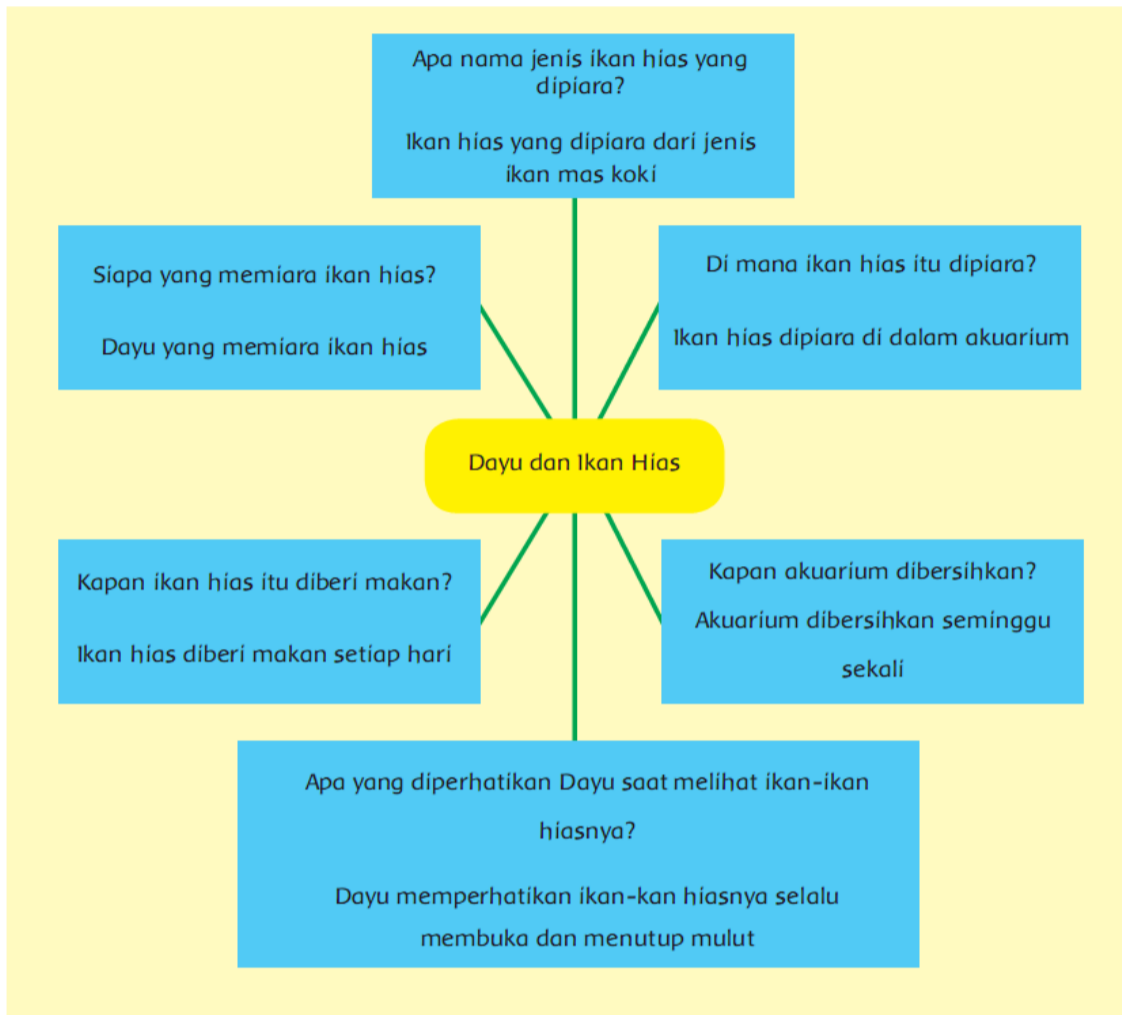 Apa nama jenis ikan hias yang
dipiara?
Ikan hias yang dipiara dari jenis
ikan mas koki
Siapa yang memiara ikan hias?
Dayu yang memiara ikan hias
Di mana ikan hias itu dipiara?
Ikan hias dipiara di dalam akuarium
Dayu dan Ikan Hias
Kapan ikan hias itu diberi makan?
Ikan hias diberi makan setiap hari
Kapan akuarium dibersihkan?
Akuarium dibersihkan seminggu
sekali
Apa yang diperhatikan Dayu saat melihat ikan-ikan
hiasnya?
Dayu memperhatikan ikan-kan hiasnya selalu
membuka dan menutup mulut